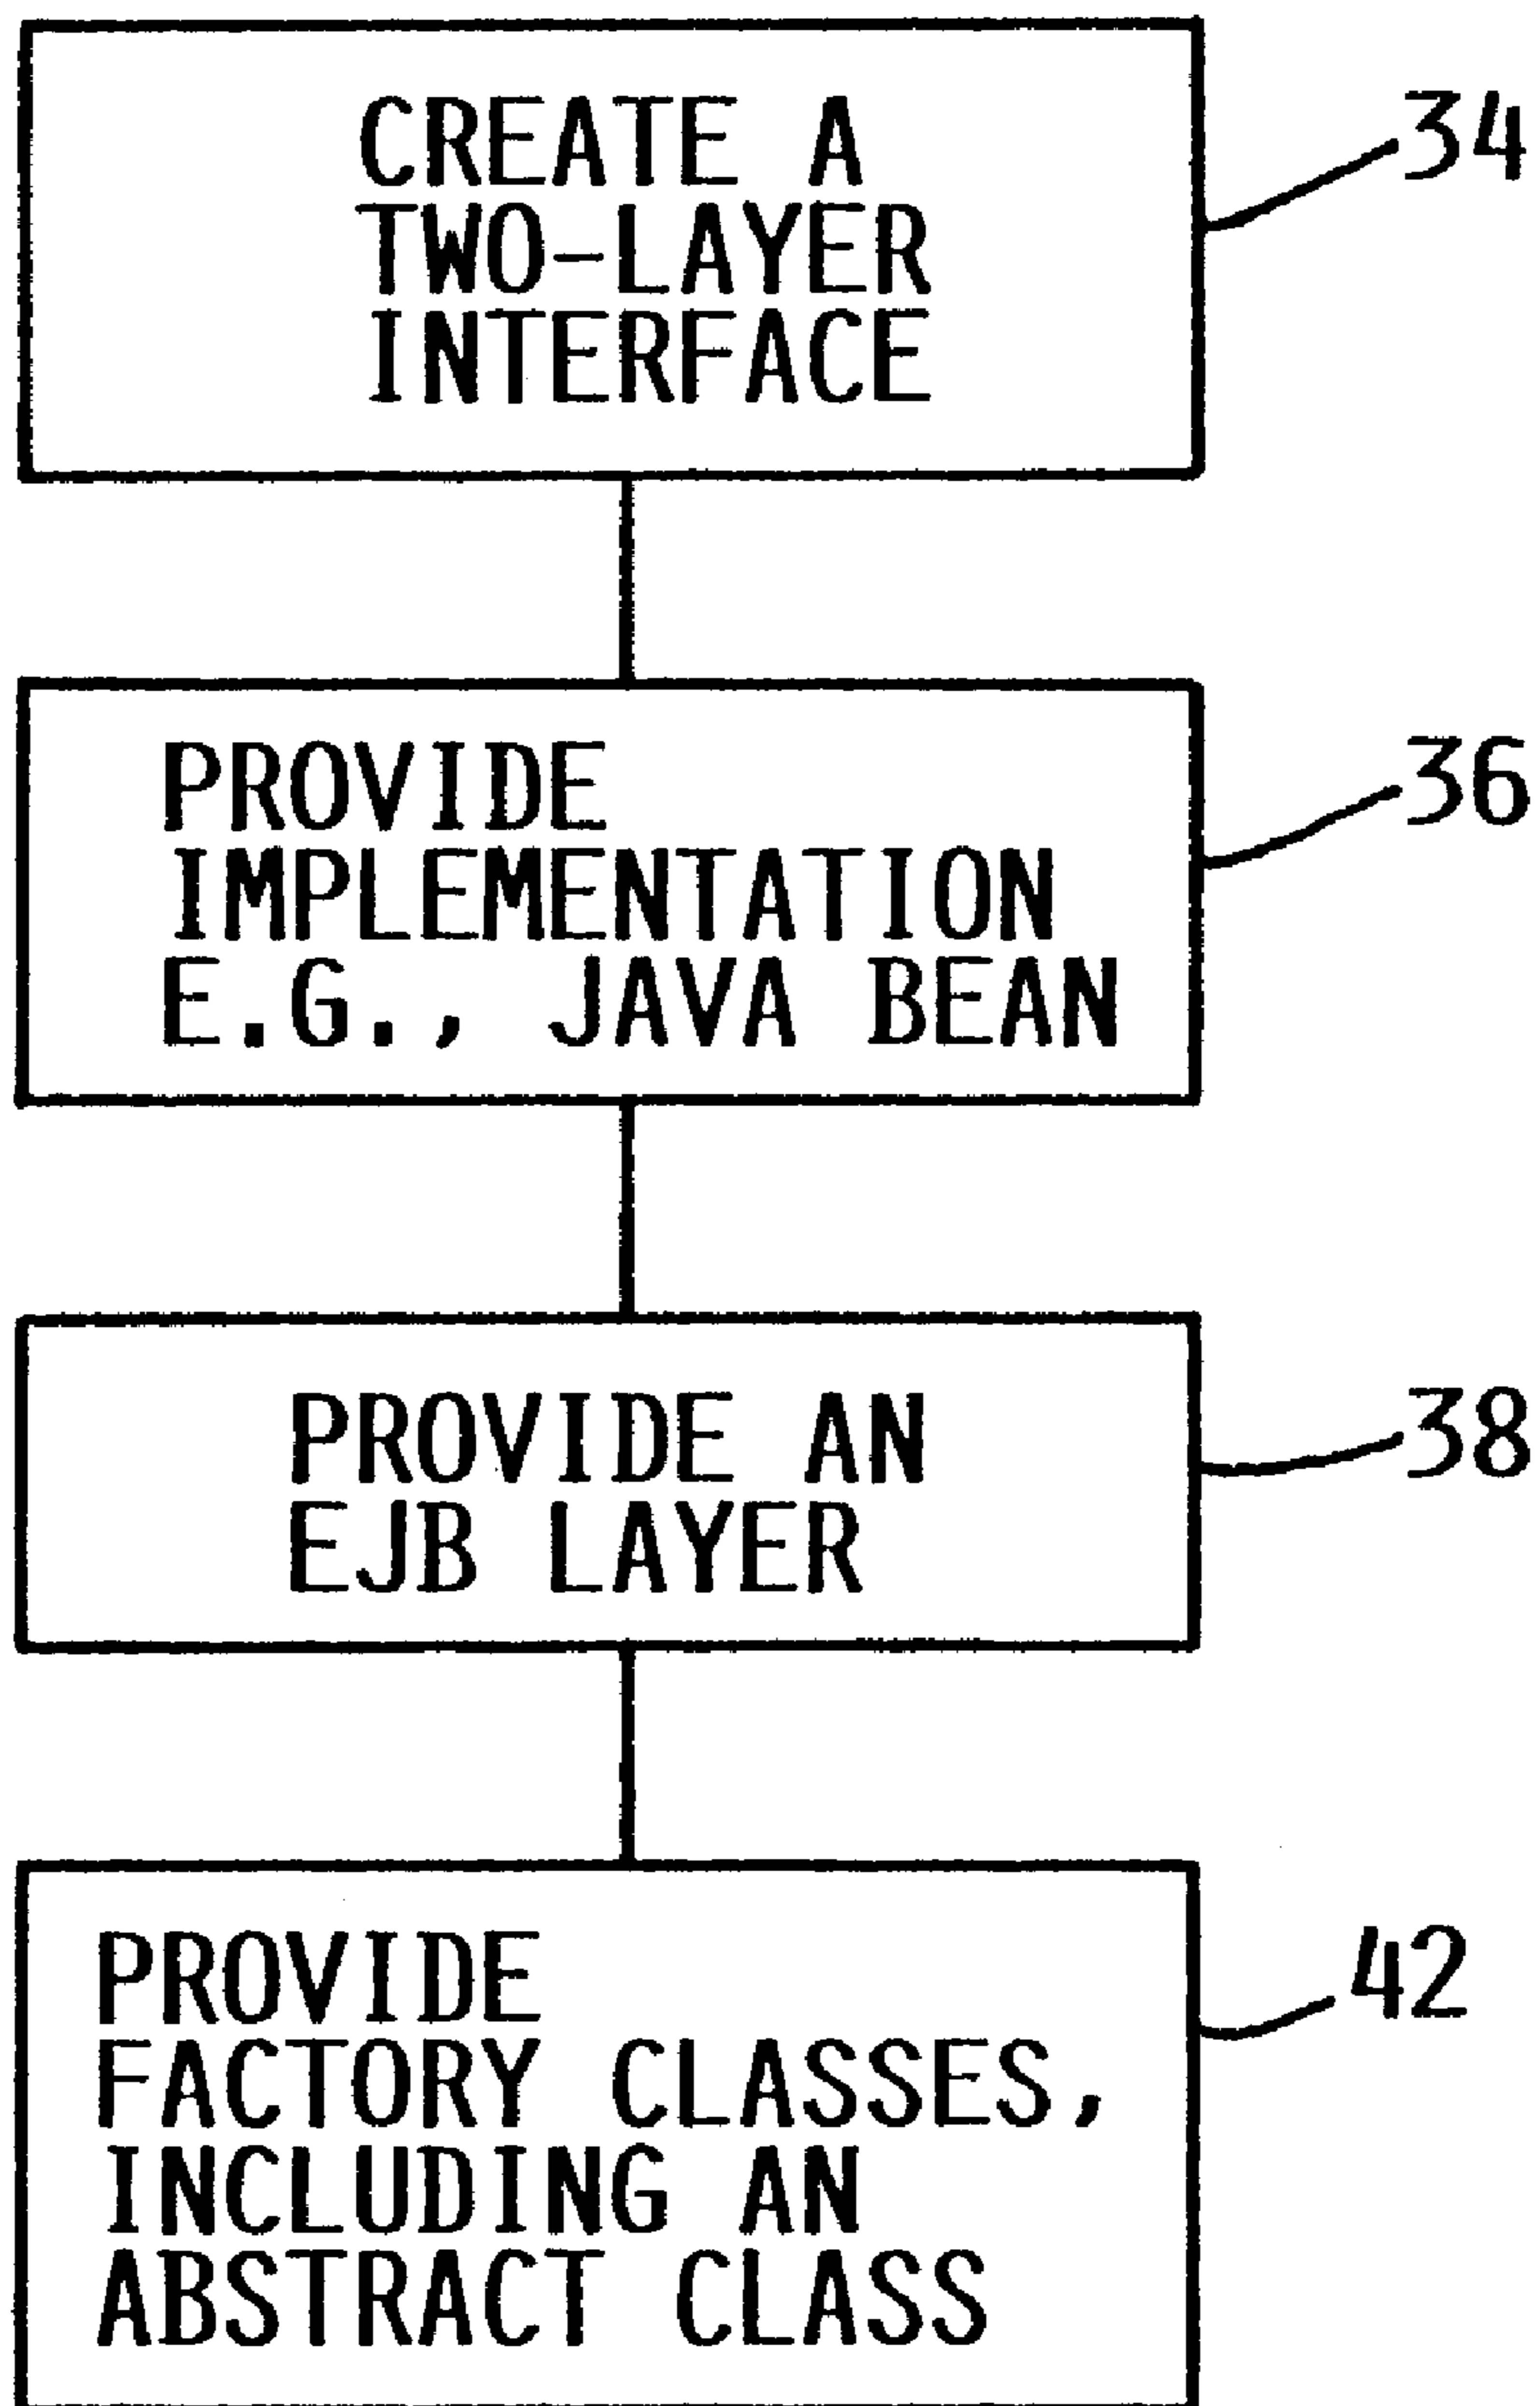 CREATE A
TWO-LAYER
INTERFACE
34
PROVIDE
IMPLEMENTATION
E.G., JAVA BEAN
36
PROVIDE AN
EJB LAYER
38
PROVIDE
FACTORY CLASSES,
INCLUDING AN
ABSTRACT CLASS
42